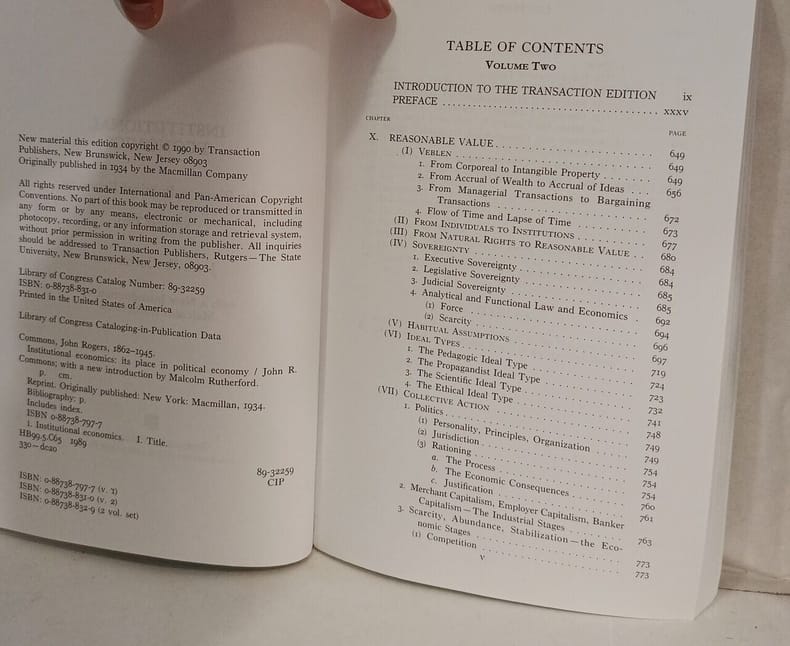 New material this edition copyright © 1990 by Transaction
Publishers, New Brunswick, New Jersey 08903
Originally published in 1934 by the Macmillan Company
All rights reserved under International and Pan-American Copyright
Conventions. No part of this book may be reproduced or transmitted in
any form or by any means, electronic or mechanical, including
photocopy, recording, or any information storage and retrieval system,
without prior permission in writing from the publisher. All inquiries
should be addressed to Transaction Publishers, Rutgers—The State
University, New Brunswick, New Jersey, 08903.
Library of Congress Catalog Number: 89-32259
ISBN: 0-88738-831-0
Printed in the United States of America
Library of Congress Cataloging-in-Publication Data
Commons, John Rogers, 1862-1945.
Institutional economics: its place in political economy / John R.
Commons; with a new introduction by Malcolm Rutherford.
p. cm.
Reprint. Originally published: New York: Macmillan, 1934.
Bibliography: p.
Includes index.
ISBN 0-88738-797-7
1. Institutional economics. I. Title.
HB99.5.C65 1989
330—dc20
89-32259
CIP
ISBN: 0-88738-797-7 (v. 1)
ISBN: 0-88738-831-0 (v. 2)
ISBN: 0-88738-832-9 (2 vol. set)
TABLE OF CONTENTS
VOLUME TWO
INTRODUCTION TO THE TRANSACTION EDITION ix
PREFACE xxxv
CHAPTER PAGE
X. REASONABLE VALUE 649
(I) VEBLEN 649
1. From Corporeal to Intangible Property 649
2. From Accrual of Wealth to Accrual of Ideas 656
3. From Managerial Transactions to Bargaining
Transactions 672
4. Flow of Time and Lapse of Time 673
(II) FROM INDIVIDUALS TO INSTITUTIONS 677
(III) FROM NATURAL RIGHTS TO REASONABLE VALUE 680
(IV) SOVEREIGNTY 684
1. Executive Sovereignty 684
2. Legislative Sovereignty 685
3. Judicial Sovereignty 685
4. Analytical and Functional Law and Economics 692
(1) Force 694
(2) Scarcity 696
(V) HABITUAL ASSUMPTIONS 697
(VI) IDEAL TYPES 719
1. The Pedagogic Ideal Type 724
2. The Propagandist Ideal Type 723
3. The Scientific Ideal Type 732
4. The Ethical Ideal Type 741
(VII) COLLECTIVE ACTION 748
1. Politics 749
(1) Personality, Principles, Organization 749
(2) Jurisdiction 754
(3) Rationing 754
a. The Process 754
b. The Economic Consequences 760
c. Justification 761
2. Merchant Capitalism, Employer Capitalism, Banker
Capitalism—The Industrial Stages 763
3. Scarcity, Abundance, Stabilization—the Eco-
nomic Stages 773
(1) Competition 773
v